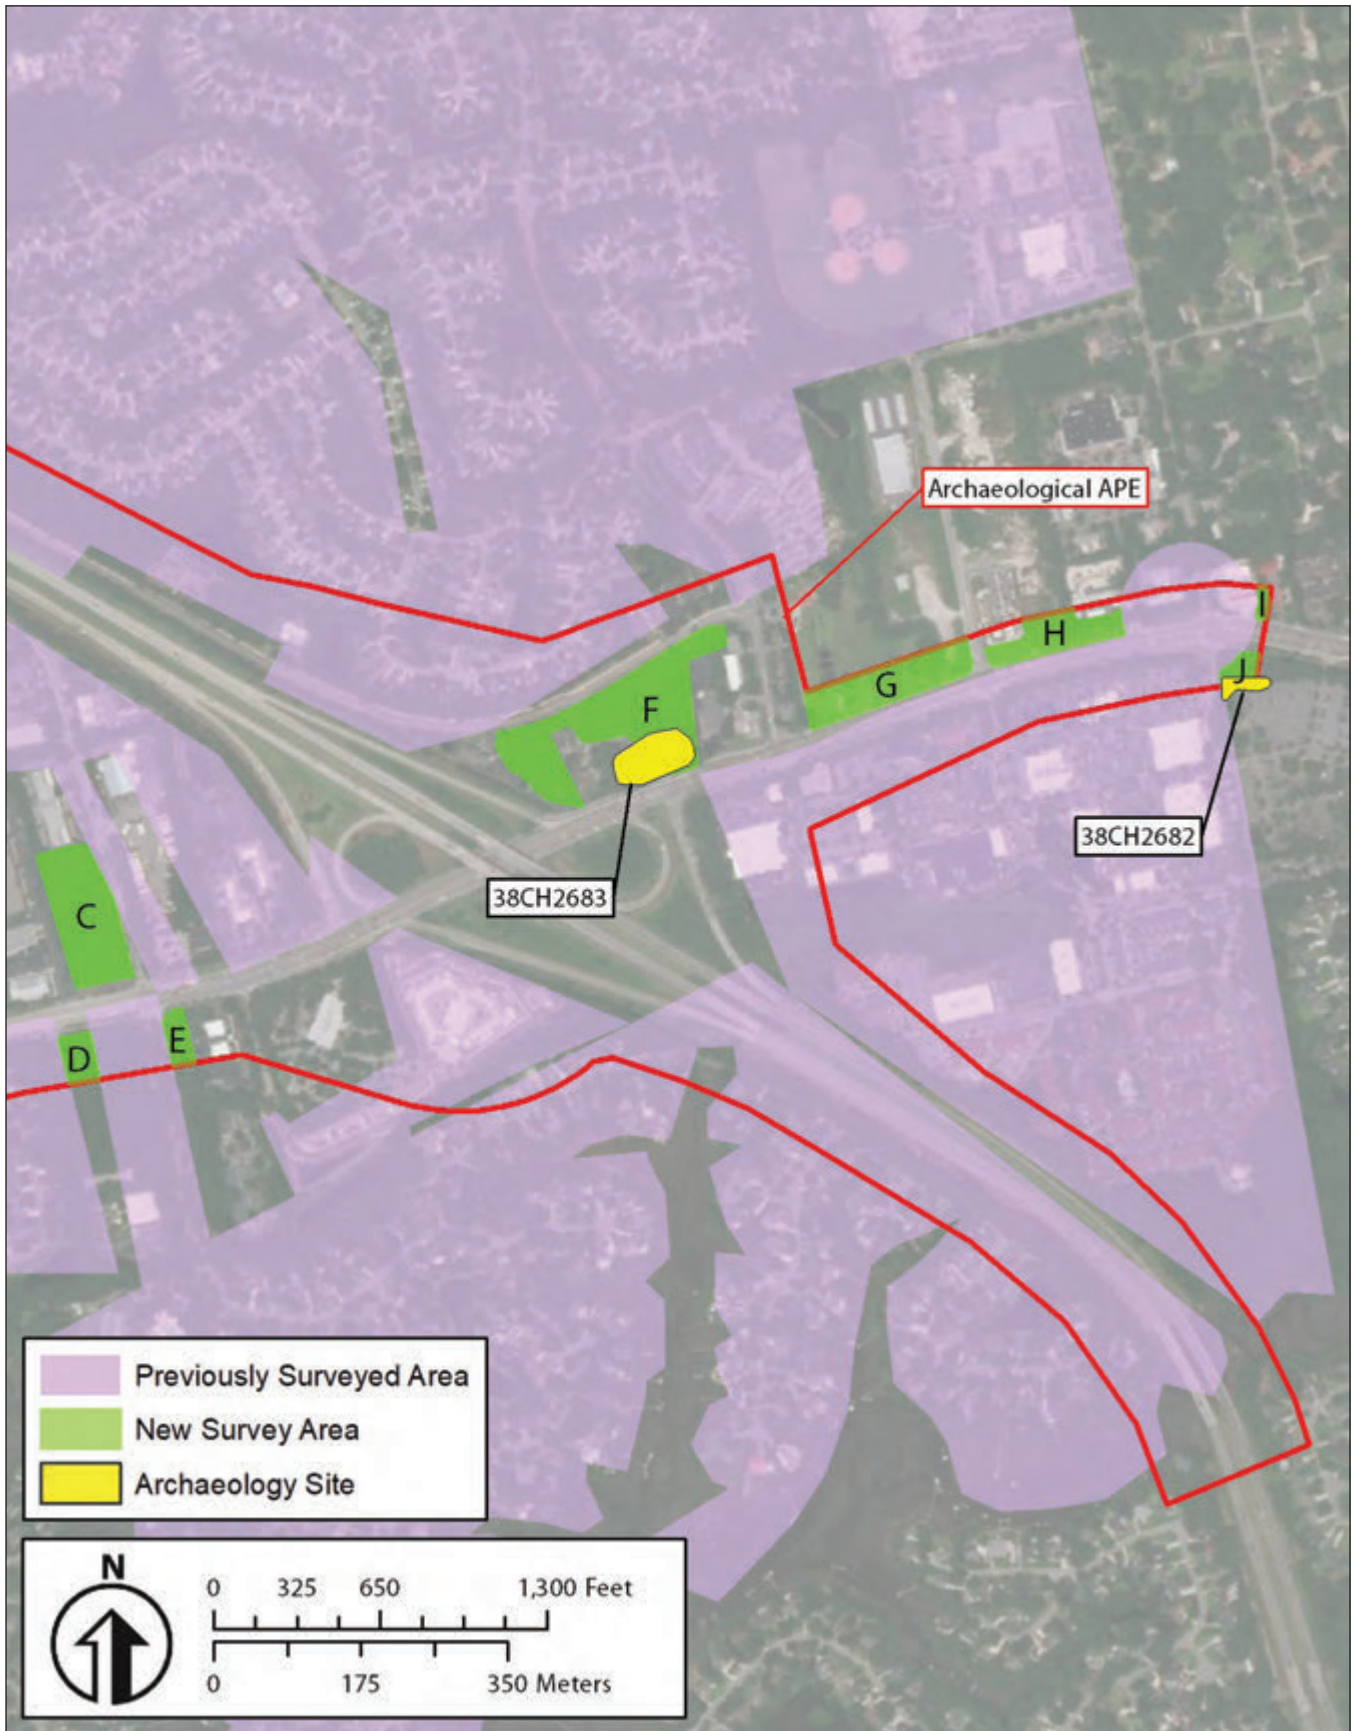 Archaeological APE
I
H
G
J
F
38CH2682
38CH2683
C
E
D
Previously Surveyed Area
New Survey Area
Archaeology Site
N
0 325 650 1,300 Feet
0 175 350 Meters